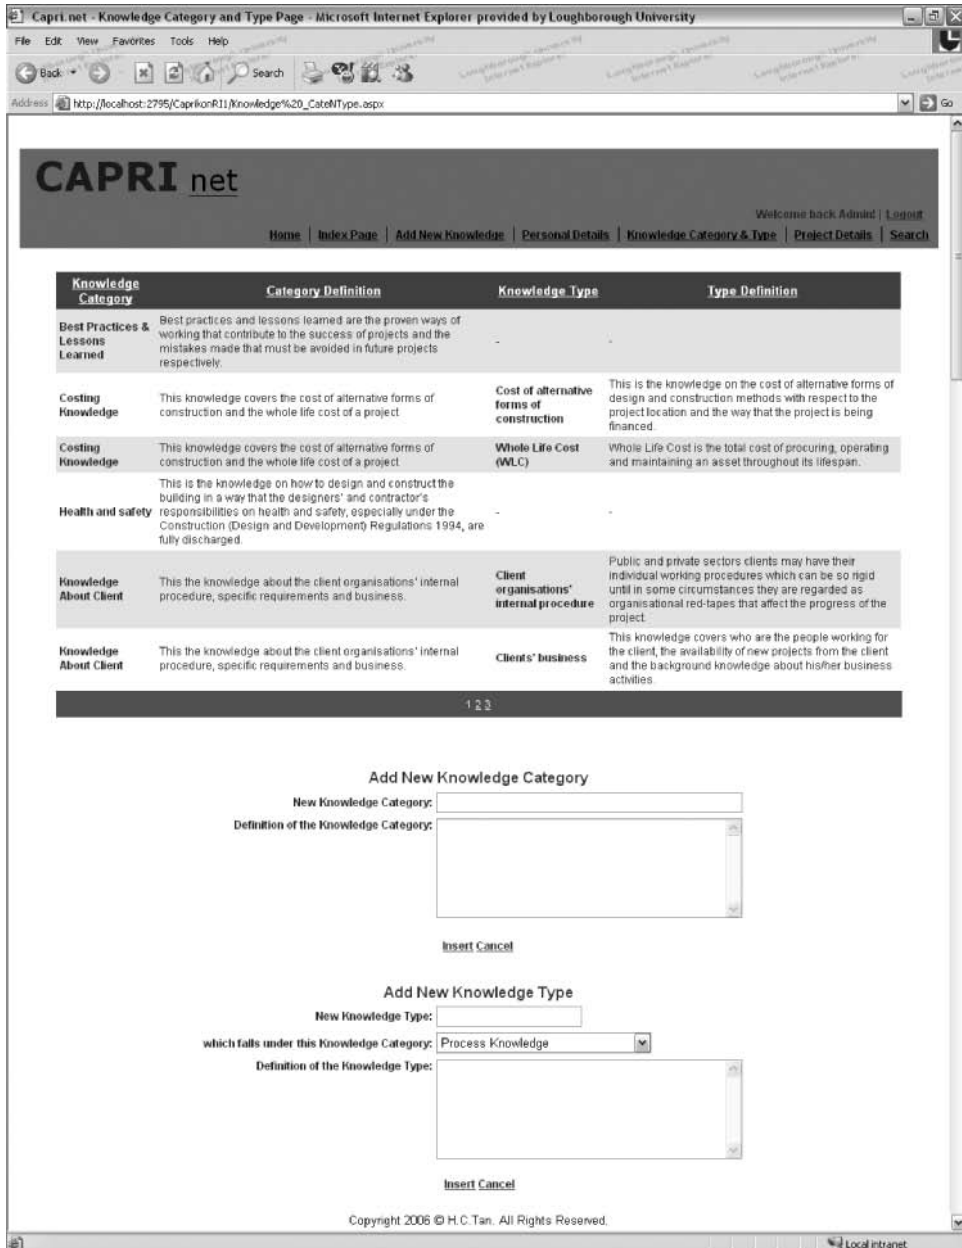 Capri.net - Knowledge Category and Type Page - Microsoft Internet Explorer provided by Loughborough University
File Edit View Favorites Tools Help
Back Search
Address http://localhost:2795/CaprikonRI1/Knowledge%20_CateNType.aspx Go
CAPRI net
Welcome back Admin! | Logout
Home | Index Page | Add New Knowledge | Personal Details | Knowledge Category & Type | Project Details | Search
Knowledge
Category Category Definition Knowledge Type Type Definition
Best Practices &
Lessons
Learned
Best practices and lessons learned are the proven ways of
working that contribute to the success of projects and the
mistakes made that must be avoided in future projects
respectively.
- -
Costing
Knowledge
This knowledge covers the cost of alternative forms of
construction and the whole life cost of a project
Cost of alternative
forms of
construction
This is the knowledge on the cost of alternative forms of
design and construction methods with respect to the
project location and the way that the project is being
financed.
Costing
Knowledge
This knowledge covers the cost of alternative forms of
construction and the whole life cost of a project
Whole Life Cost
(WLC)
Whole Life Cost is the total cost of procuring, operating
and maintaining an asset throughout its lifespan.
Health and safety
This is the knowledge on how to design and construct the
building in a way that the designers' and contractor's
responsibilities on health and safety, especially under the
Construction (Design and Development) Regulations 1994, are
fully discharged.
- -
Knowledge
About Client
This the knowledge about the client organisations' internal
procedure, specific requirements and business.
Client
organisations'
internal procedure
Public and private sectors clients may have their
individual working procedures which can be so rigid
until in some circumstances they are regarded as
organisational red-tapes that affect the progress of the
project.
Knowledge
About Client
This the knowledge about the client organisations' internal
procedure, specific requirements and business.
Clients' business
This knowledge covers who are the people working for
the client, the availability of new projects from the client
and the background knowledge about his/her business
activities.
1 2 3
Add New Knowledge Category
New Knowledge Category:
Definition of the Knowledge Category:
Insert Cancel
Add New Knowledge Type
New Knowledge Type:
which falls under this Knowledge Category: Process Knowledge
Definition of the Knowledge Type:
Insert Cancel
Copyright 2006 © H.C.Tan. All Rights Reserved.
Local intranet